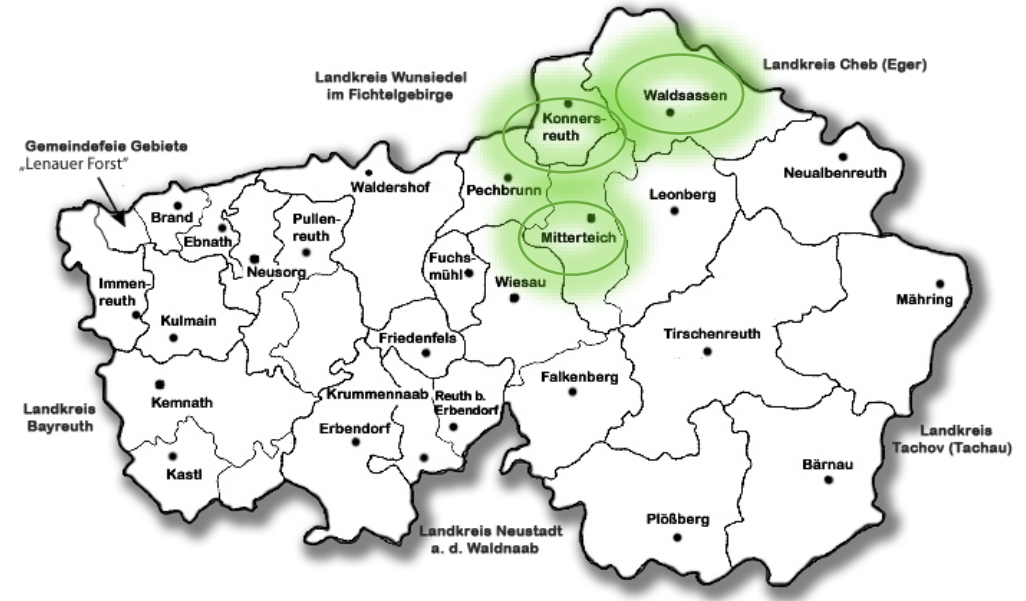 Landkreis Wunsiedel
im Fichtelgebirge
Landkreis Cheb (Eger)
Waldsassen
Konners-
reuth
Gemeindefeie Gebiete
„Lenauer Forst“
Neualbenreuth
Waldershof
Pechbrunn
Leonberg
Brand
Pullen-
reuth
Ebnath
Mitterteich
Fuchs-
mühl
Neusorg
Wiesau
Immen-
reuth
Mähring
Kulmain
Tirschenreuth
Friedenfels
Falkenberg
Krummennaab
Reuth b.
Erbendorf
Kemnath
Landkreis
Bayreuth
Erbendorf
Landkreis
Tachov (Tachau)
Kastl
Bärnau
Plößberg
Landkreis Neustadt
a. d. Waldnaab